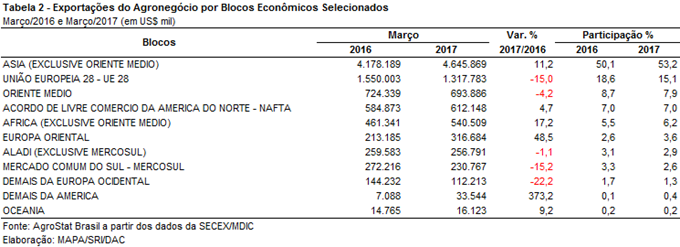 Tabela 2 - Exportações do Agronegócio por Blocos Econômicos Selecionados
Março/2016 e Março/2017 (em US$ mil)
Blocos Março Var. % Participação %
2016 2017 2017/2016 2016 2017
ASIA (EXCLUSIVE ORIENTE MEDIO) 4.178.189 4.645.869 11,2 50,1 53,2
UNIÃO EUROPEIA 28 - UE 28 1.550.003 1.317.783 -15,0 18,6 15,1
ORIENTE MEDIO 724.339 693.886 -4,2 8,7 7,9
ACORDO DE LIVRE COMERCIO DA AMERICA DO NORTE - NAFTA 584.873 612.148 4,7 7,0 7,0
AFRICA (EXCLUSIVE ORIENTE MEDIO) 461.341 540.509 17,2 5,5 6,2
EUROPA ORIENTAL 213.185 316.684 48,5 2,6 3,6
ALADI (EXCLUSIVE MERCOSUL) 259.583 256.791 -1,1 3,1 2,9
MERCADO COMUM DO SUL - MERCOSUL 272.216 230.767 -15,2 3,3 2,6
DEMAIS DA EUROPA OCIDENTAL 144.232 112.213 -22,2 1,7 1,3
DEMAIS DA AMERICA 7.088 33.544 373,2 0,1 0,4
OCEANIA 14.765 16.123 9,2 0,2 0,2
Fonte: AgroStat Brasil a partir dos dados da SECEX/MDIC
Elaboração: MAPA/SRI/DAC